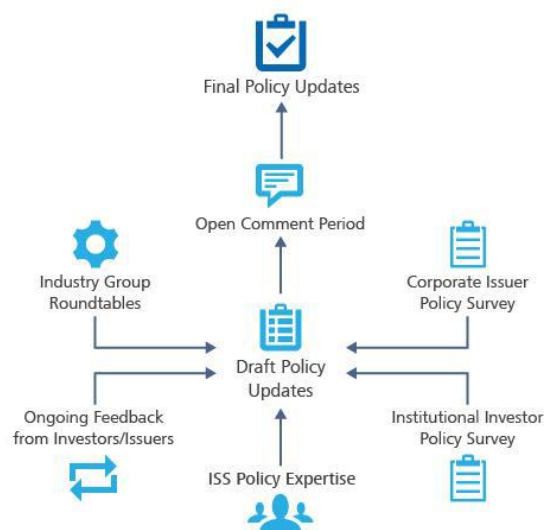 Final Policy Updates
Open Comment Period
Industry Group
Roundtables
Corporate Issuer
Policy Survey
Draft Policy
Updates
Ongoing Feedback
from Investors/Issuers
Institutional Investor
Policy Survey
ISS Policy Expertise